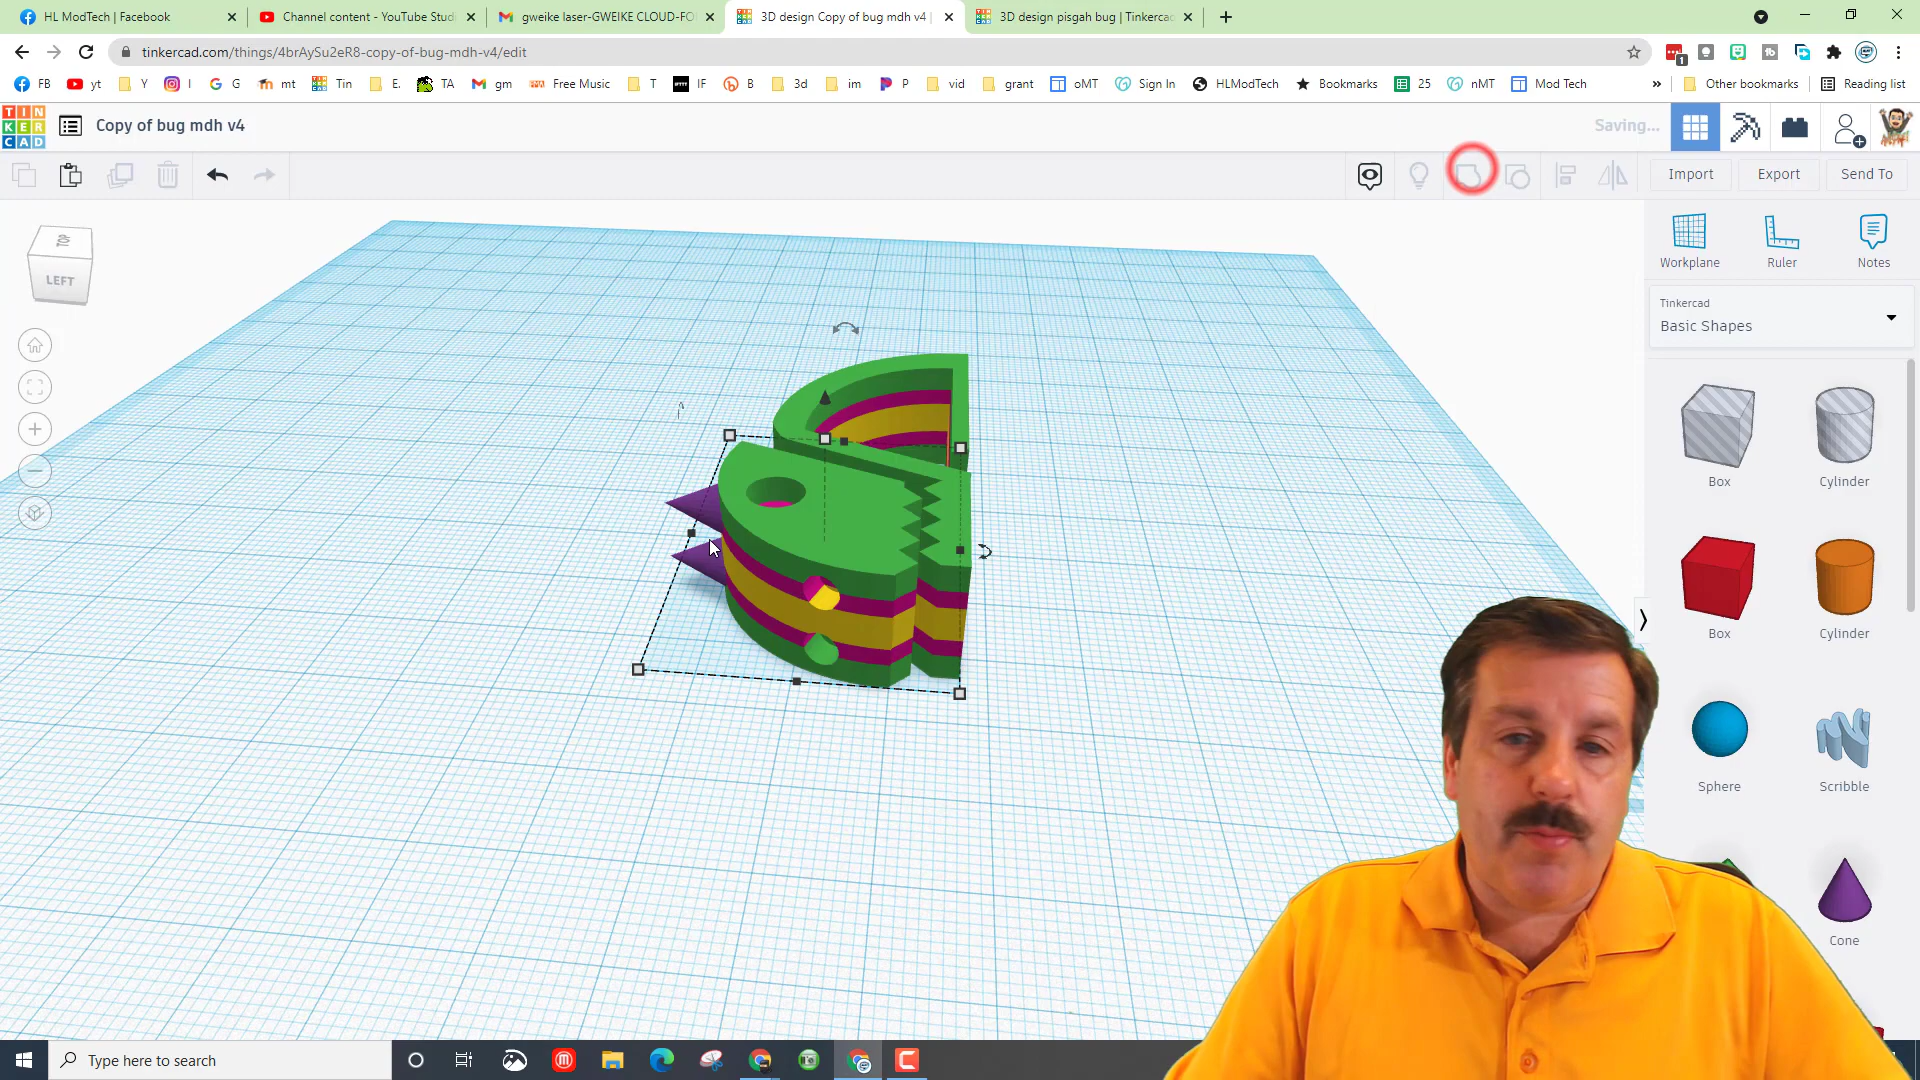 HL ModTech | Facebook
Channel content - YouTube Studi
gweike laser-GWEIKE CLOUD-FO
3D design Copy of bug mdh v4 |
3D design pisgah bug | Tinkercad
tinkercad.com/things/4brAySu2eR8-copy-of-bug-mdh-v4/edit
1
FB yt Y I G G mt Tin E. TA gm Free Music T IF B 3d im P vid grant oMT Sign In HLModTech Bookmarks 25 nMT Mod Tech » Other bookmarks Reading list
TIN
KER
CAD
Copy of bug mdh v4
Saving...
Import Export Send To
TOP
LEFT
Workplane Ruler Notes
Tinkercad
Basic Shapes
Box Cylinder
Box Cylinder
Sphere Scribble
Cone
Type here to search